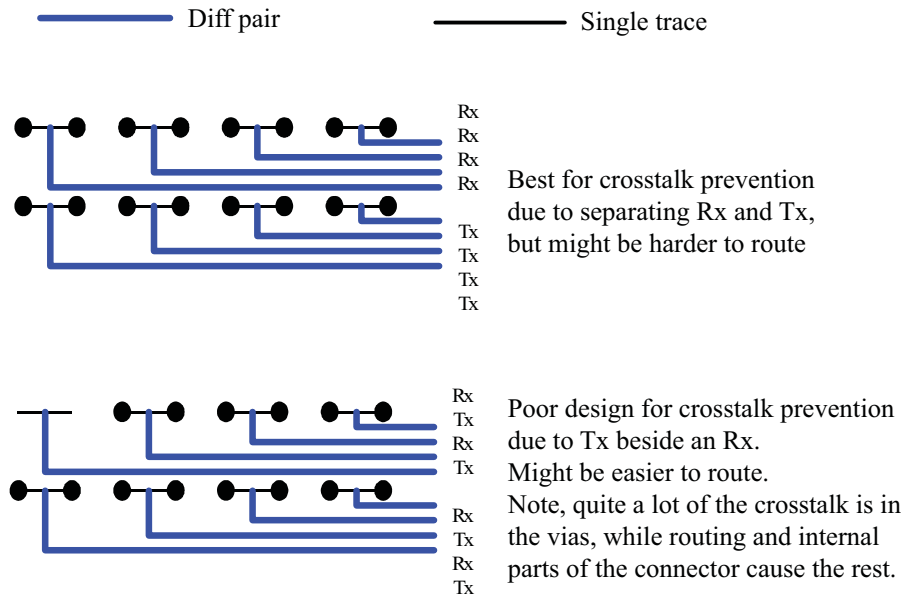 Diff pair
Single trace
Rx
Rx
Rx
Rx
Best for crosstalk prevention
due to separating Rx and Tx,
but might be harder to route
Tx
Tx
Tx
Tx
Rx
Tx
Rx
Tx
Poor design for crosstalk prevention
due to Tx beside an Rx.
Might be easier to route.
Note, quite a lot of the crosstalk is in
the vias, while routing and internal
parts of the connector cause the rest.
Rx
Tx
Rx
Tx